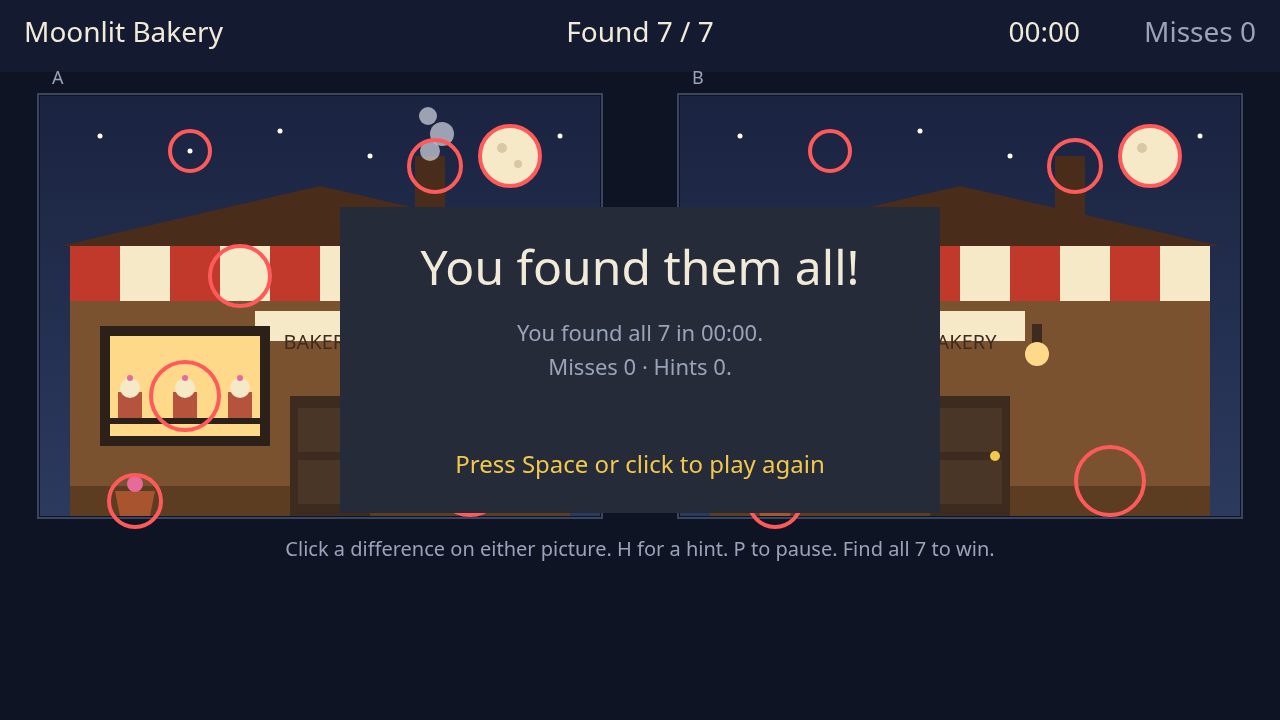 Moonlit Bakery
Found 7 / 7
00:00
Misses 0
A
B
You found them all!
You found all 7 in 00:00.
Misses 0 · Hints 0.
BAKER
AKERY
Press Space or click to play again
Click a difference on either picture. H for a hint. P to pause. Find all 7 to win.